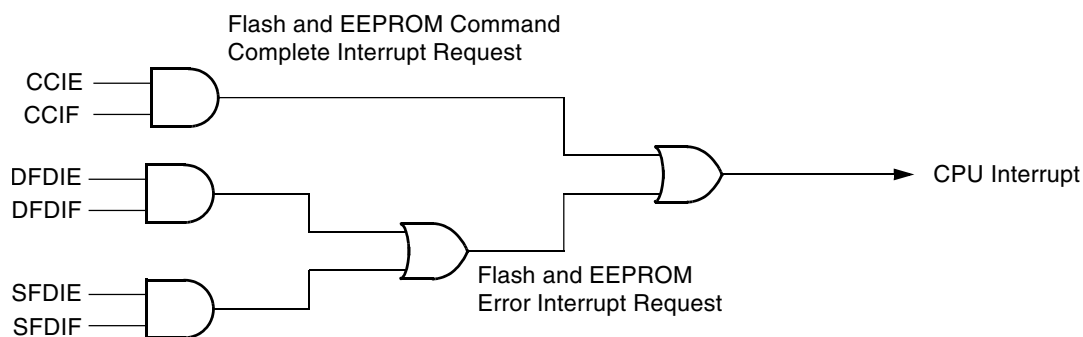 Flash and EEPROM Command
Complete Interrupt Request
CCIE
CCIF
DFDIE
DFDIF
CPU Interrupt
SFDIE
SFDIF
Flash and EEPROM
Error Interrupt Request